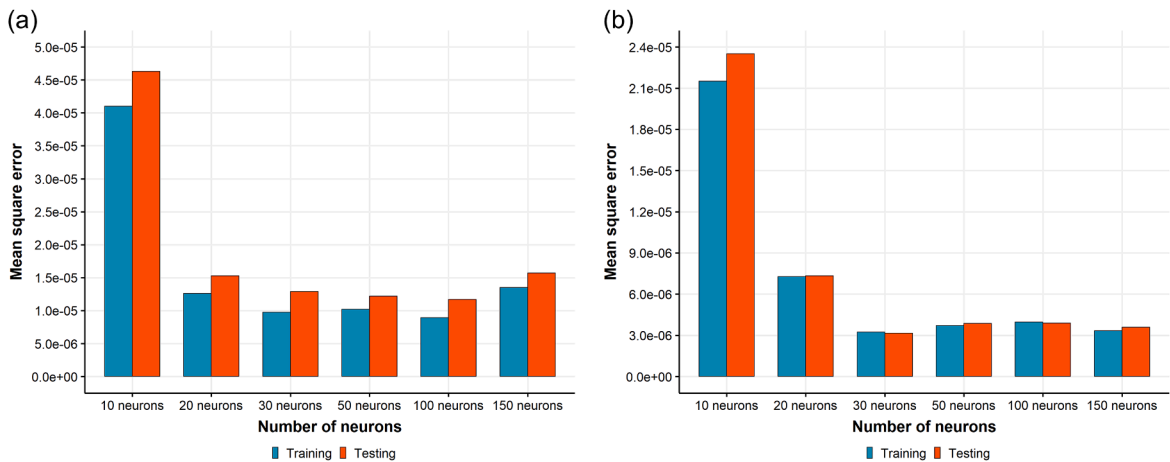 (a)
Mean square error
5.0e-05
4.5e-05
4.0e-05
3.5e-05
3.0e-05
2.5e-05
2.0e-05
1.5e-05
1.0e-05
5.0e-06
0.0e+00
10 neurons 20 neurons 30 neurons 50 neurons 100 neurons 150 neurons
Number of neurons
Training Testing
(b)
Mean square error
2.4e-05
2.1e-05
1.8e-05
1.5e-05
1.2e-05
9.0e-06
6.0e-06
3.0e-06
0.0e+00
10 neurons 20 neurons 30 neurons 50 neurons 100 neurons 150 neurons
Number of neurons
Training Testing